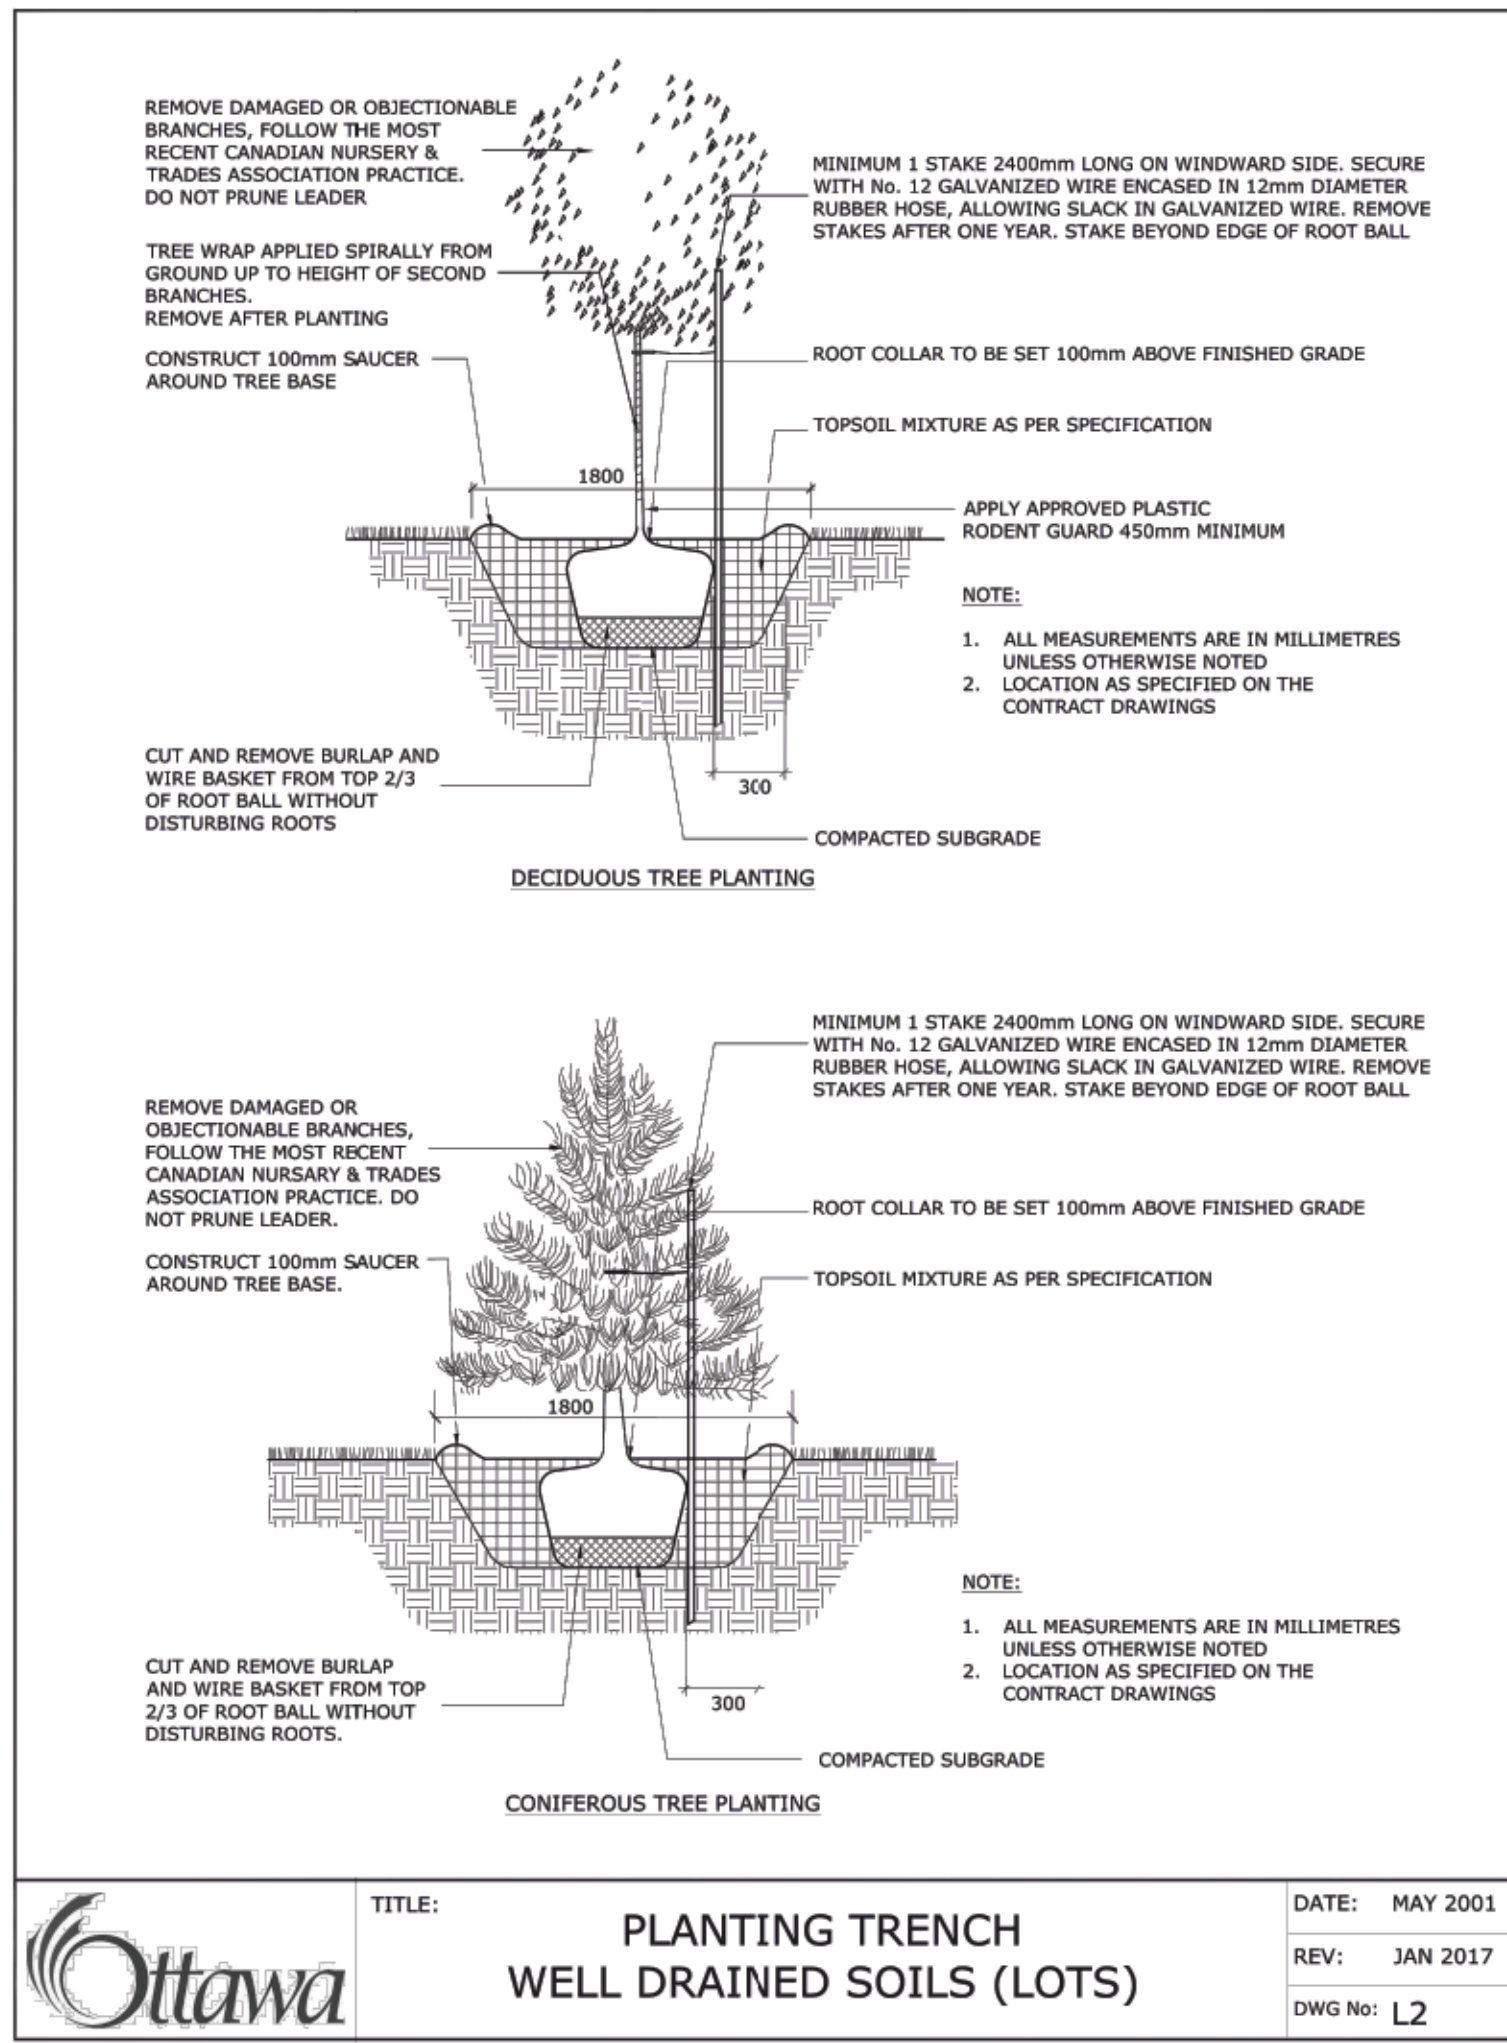 REMOVE DAMAGED OR OBJECTIONABLE
BRANCHES, FOLLOW THE MOST
RECENT CANADIAN NURSERY &
TRADES ASSOCIATION PRACTICE.
DO NOT PRUNE LEADER
MINIMUM 1 STAKE 2400mm LONG ON WINDWARD SIDE. SECURE
WITH No. 12 GALVANIZED WIRE ENCASED IN 12mm DIAMETER
RUBBER HOSE, ALLOWING SLACK IN GALVANIZED WIRE. REMOVE
STAKES AFTER ONE YEAR. STAKE BEYOND EDGE OF ROOT BALL
TREE WRAP APPLIED SPIRALLY FROM
GROUND UP TO HEIGHT OF SECOND
BRANCHES.
REMOVE AFTER PLANTING
CONSTRUCT 100mm SAUCER
AROUND TREE BASE
ROOT COLLAR TO BE SET 100mm ABOVE FINISHED GRADE
TOPSOIL MIXTURE AS PER SPECIFICATION
1800
APPLY APPROVED PLASTIC
RODENT GUARD 450mm MINIMUM
NOTE:
1. ALL MEASUREMENTS ARE IN MILLIMETRES
UNLESS OTHERWISE NOTED
2. LOCATION AS SPECIFIED ON THE
CONTRACT DRAWINGS
CUT AND REMOVE BURLAP AND
WIRE BASKET FROM TOP 2/3
OF ROOT BALL WITHOUT
DISTURBING ROOTS
300
COMPACTED SUBGRADE
DECIDUOUS TREE PLANTING
MINIMUM 1 STAKE 2400mm LONG ON WINDWARD SIDE. SECURE
WITH No. 12 GALVANIZED WIRE ENCASED IN 12mm DIAMETER
RUBBER HOSE, ALLOWING SLACK IN GALVANIZED WIRE. REMOVE
STAKES AFTER ONE YEAR. STAKE BEYOND EDGE OF ROOT BALL
REMOVE DAMAGED OR
OBJECTIONABLE BRANCHES,
FOLLOW THE MOST RECENT
CANADIAN NURSARY & TRADES
ASSOCIATION PRACTICE. DO
NOT PRUNE LEADER.
ROOT COLLAR TO BE SET 100mm ABOVE FINISHED GRADE
CONSTRUCT 100mm SAUCER
AROUND TREE BASE.
TOPSOIL MIXTURE AS PER SPECIFICATION
1800
NOTE:
1. ALL MEASUREMENTS ARE IN MILLIMETRES
UNLESS OTHERWISE NOTED
2. LOCATION AS SPECIFIED ON THE
CONTRACT DRAWINGS
CUT AND REMOVE BURLAP
AND WIRE BASKET FROM TOP
2/3 OF ROOT BALL WITHOUT
DISTURBING ROOTS.
300
COMPACTED SUBGRADE
CONIFEROUS TREE PLANTING
Ottawa
TITLE:
PLANTING TRENCH
WELL DRAINED SOILS (LOTS)
DATE: MAY 2001
REV: JAN 2017
DWG No: L2